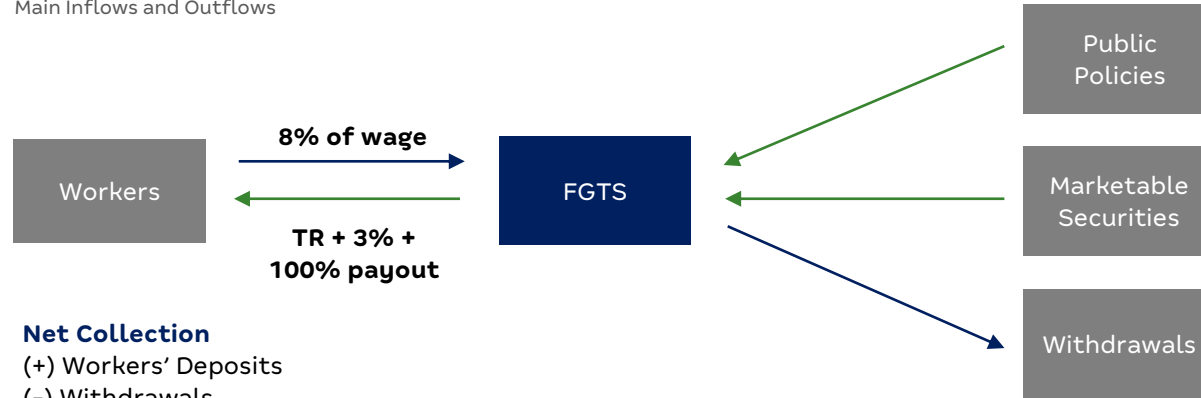 Main Inflows and Outflows
Public
Policies
8% of wage
Workers
FGTS
Marketable
Securities
TR + 3% +
100% payout
Net Collection
(+) Workers' Deposits
(-) Withdrawals
Withdrawals